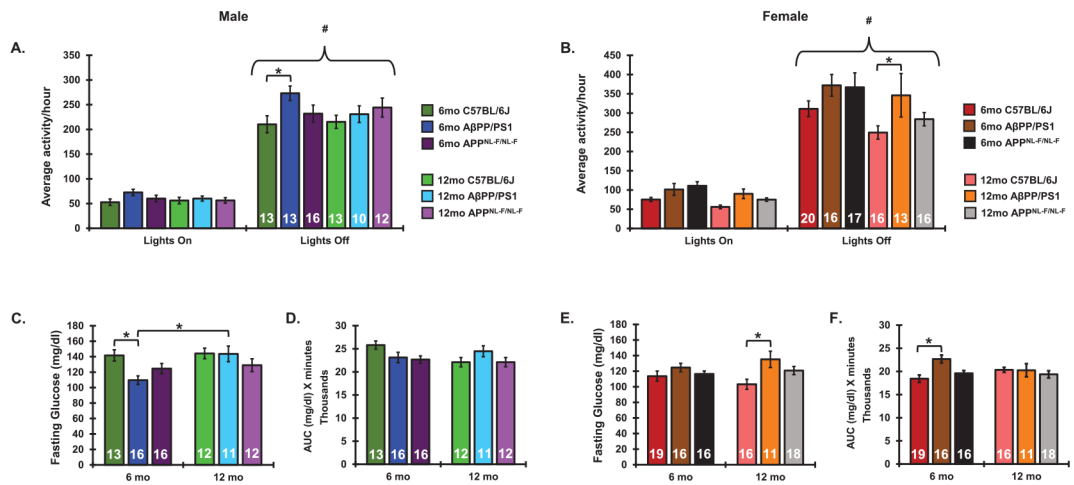 Male
Female
A.
#
*
Average activity/hour
350
300
250
200
150
100
50
0
13
13
16
13
10
12
Lights On
Lights Off
6mo C57BL/6J
6mo AβPP/PS1
6mo APPNL-F/NL-F
12mo C57BL/6J
12mo AβPP/PS1
12mo APPNL-F/NL-F
B.
#
*
Average activity/hour
450
400
350
300
250
200
150
100
50
0
20
16
17
16
13
16
Lights On
Lights Off
6mo C57BL/6J
6mo AβPP/PS1
6mo APPNL-F/NL-F
12mo C57BL/6J
12mo AβPP/PS1
12mo APPNL-F/NL-F
C.
*
*
Fasting Glucose (mg/dl)
180
160
140
120
100
80
60
40
20
0
13
16
16
12
11
12
6 mo
12 mo
D.
AUC (mg/dl) X minutes
Thousands
30
25
20
15
10
5
0
13
16
16
12
11
12
6 mo
12 mo
E.
*
Fasting Glucose (mg/dl)
180
160
140
120
100
80
60
40
20
0
19
16
16
16
11
18
6 mo
12 mo
F.
*
AUC (mg/dl) X minutes
Thousands
30
25
20
15
10
5
0
19
16
16
16
11
18
6 mo
12 mo